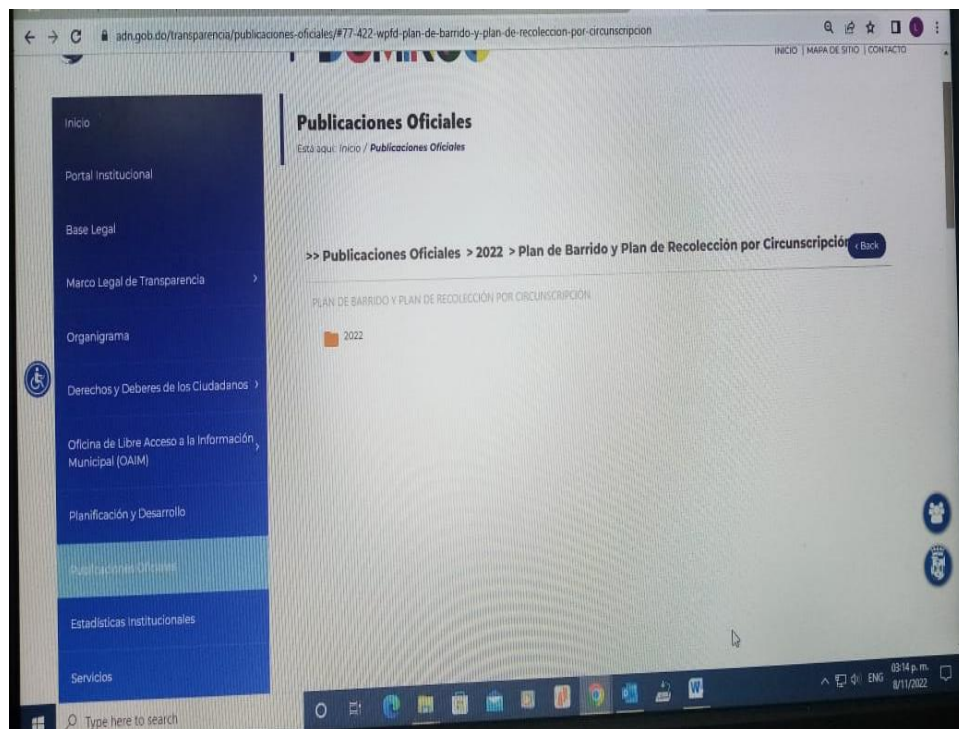 adn.gob.do/transparencia/publicaciones-oficiales/#77-422-wpfd-plan-de-barrido-y-plan-de-recoleccion-por-circunscripcion
INICIO | MAPA DE SITIO | CONTACTO
Inicio
Portal Institucional
Base Legal
Marco Legal de Transparencia
Organigrama
Derechos y Deberes de los Ciudadanos
Oficina de Libre Acceso a la Información
Municipal (OAIM)
Planificación y Desarrollo
Publicaciones Oficiales
Estadísticas Institucionales
Servicios
Publicaciones Oficiales
Está aquí: Inicio / Publicaciones Oficiales
>> Publicaciones Oficiales > 2022 > Plan de Barrido y Plan de Recolección por Circunscripción
‹ Back
PLAN DE BARRIDO Y PLAN DE RECOLECCIÓN POR CIRCUNSCRIPCIÓN
2022
Type here to search
ENG
03:14 p. m.
8/11/2022